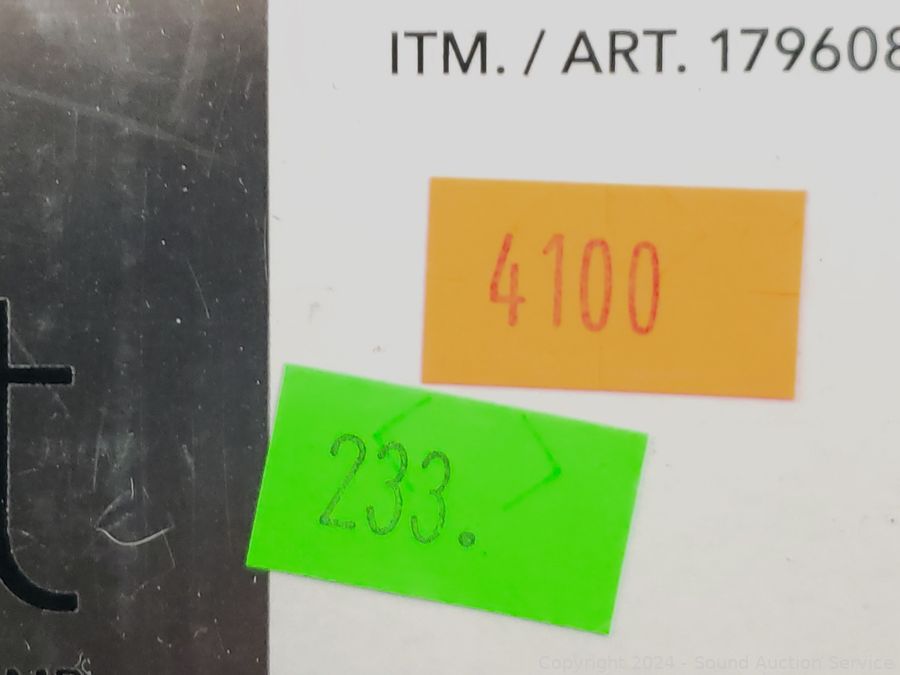 ITM. / ART. 179608
4100
233.
t
Copyright 2024 - Sound Auction Service